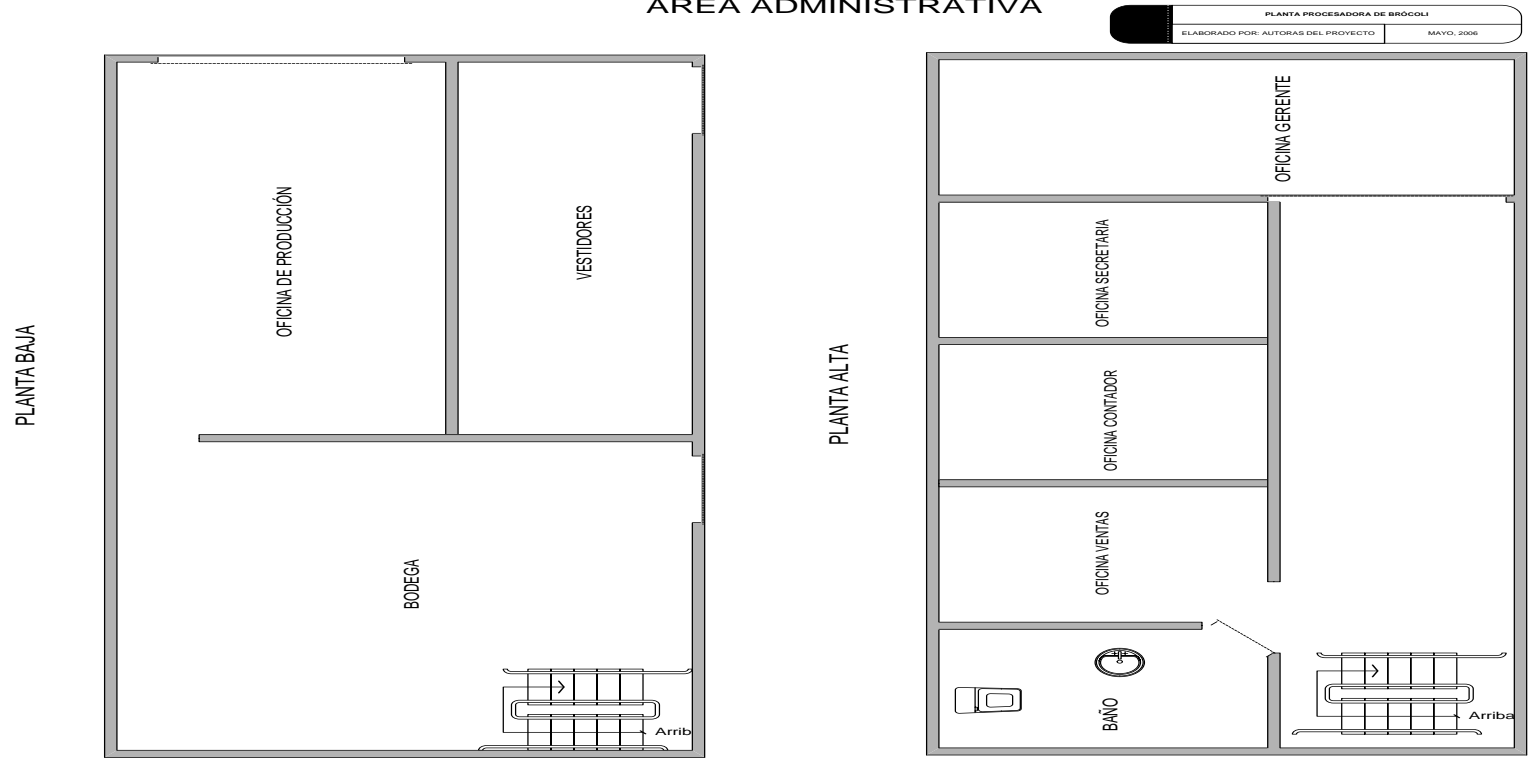 ÁREA ADMINISTRATIVA
PLANTA PROCESADORA DE BRÓCOLI
ELABORADO POR: AUTORAS DEL PROYECTO
MAYO, 2006
PLANTA BAJA
OFICINA DE PRODUCCIÓN
VESTIDORES
BODEGA
Arrib
PLANTA ALTA
OFICINA GERENTE
OFICINA SECRETARIA
OFICINA CONTADOR
OFICINA VENTAS
BAÑO
Arriba